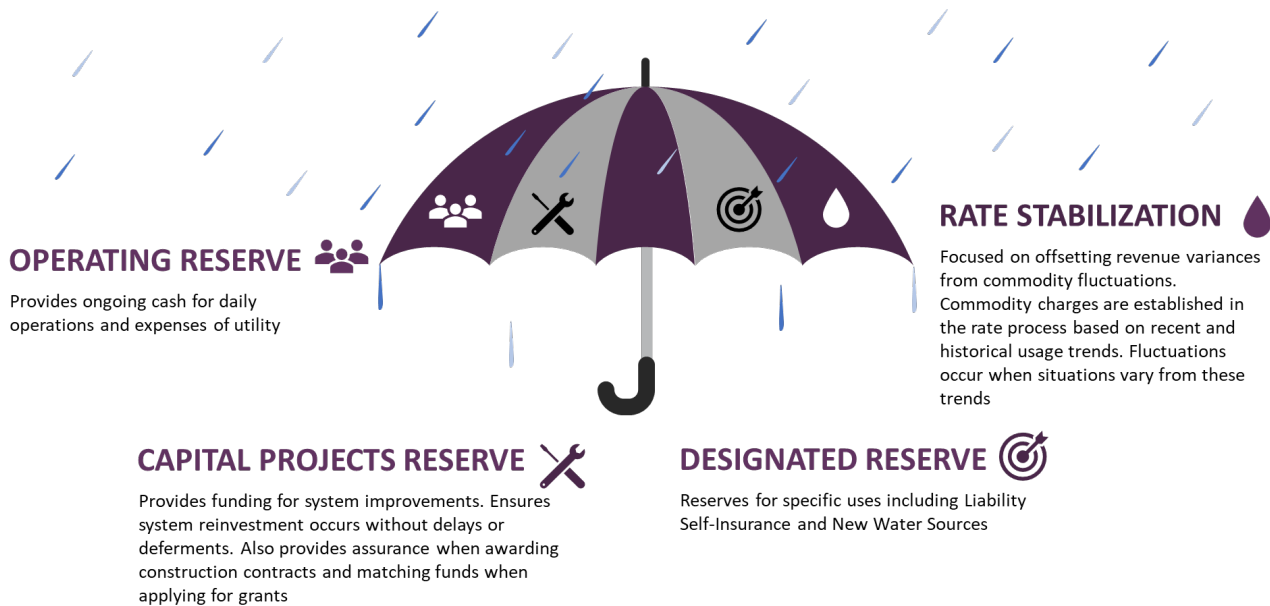 OPERATING RESERVE
Provides ongoing cash for daily
operations and expenses of utility
RATE STABILIZATION
Focused on offsetting revenue variances
from commodity fluctuations.
Commodity charges are established in
the rate process based on recent and
historical usage trends. Fluctuations
occur when situations vary from these
trends
CAPITAL PROJECTS RESERVE
Provides funding for system improvements. Ensures
system reinvestment occurs without delays or
deferments. Also provides assurance when awarding
construction contracts and matching funds when
applying for grants
DESIGNATED RESERVE
Reserves for specific uses including Liability
Self-Insurance and New Water Sources